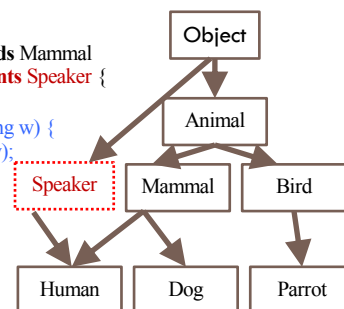 Object
ds Mammal
nts Speaker {
Animal
ng w) {
);
Speaker
Mammal
Bird
Human
Dog
Parrot